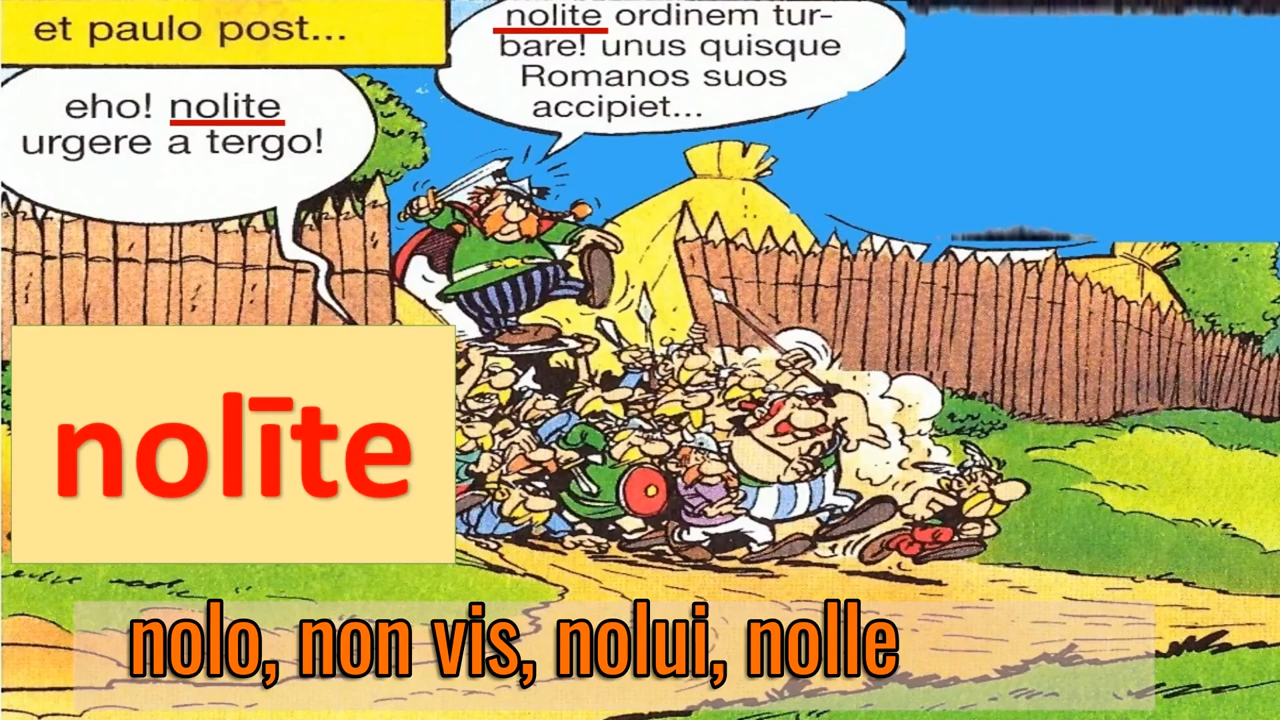 et paulo post...
nolite ordinem tur-
bare! unus quisque
Romanos suos
accipiet...
eho! nolite
urgere a tergo!
nolīte
nolo, non vis, nolui, nolle